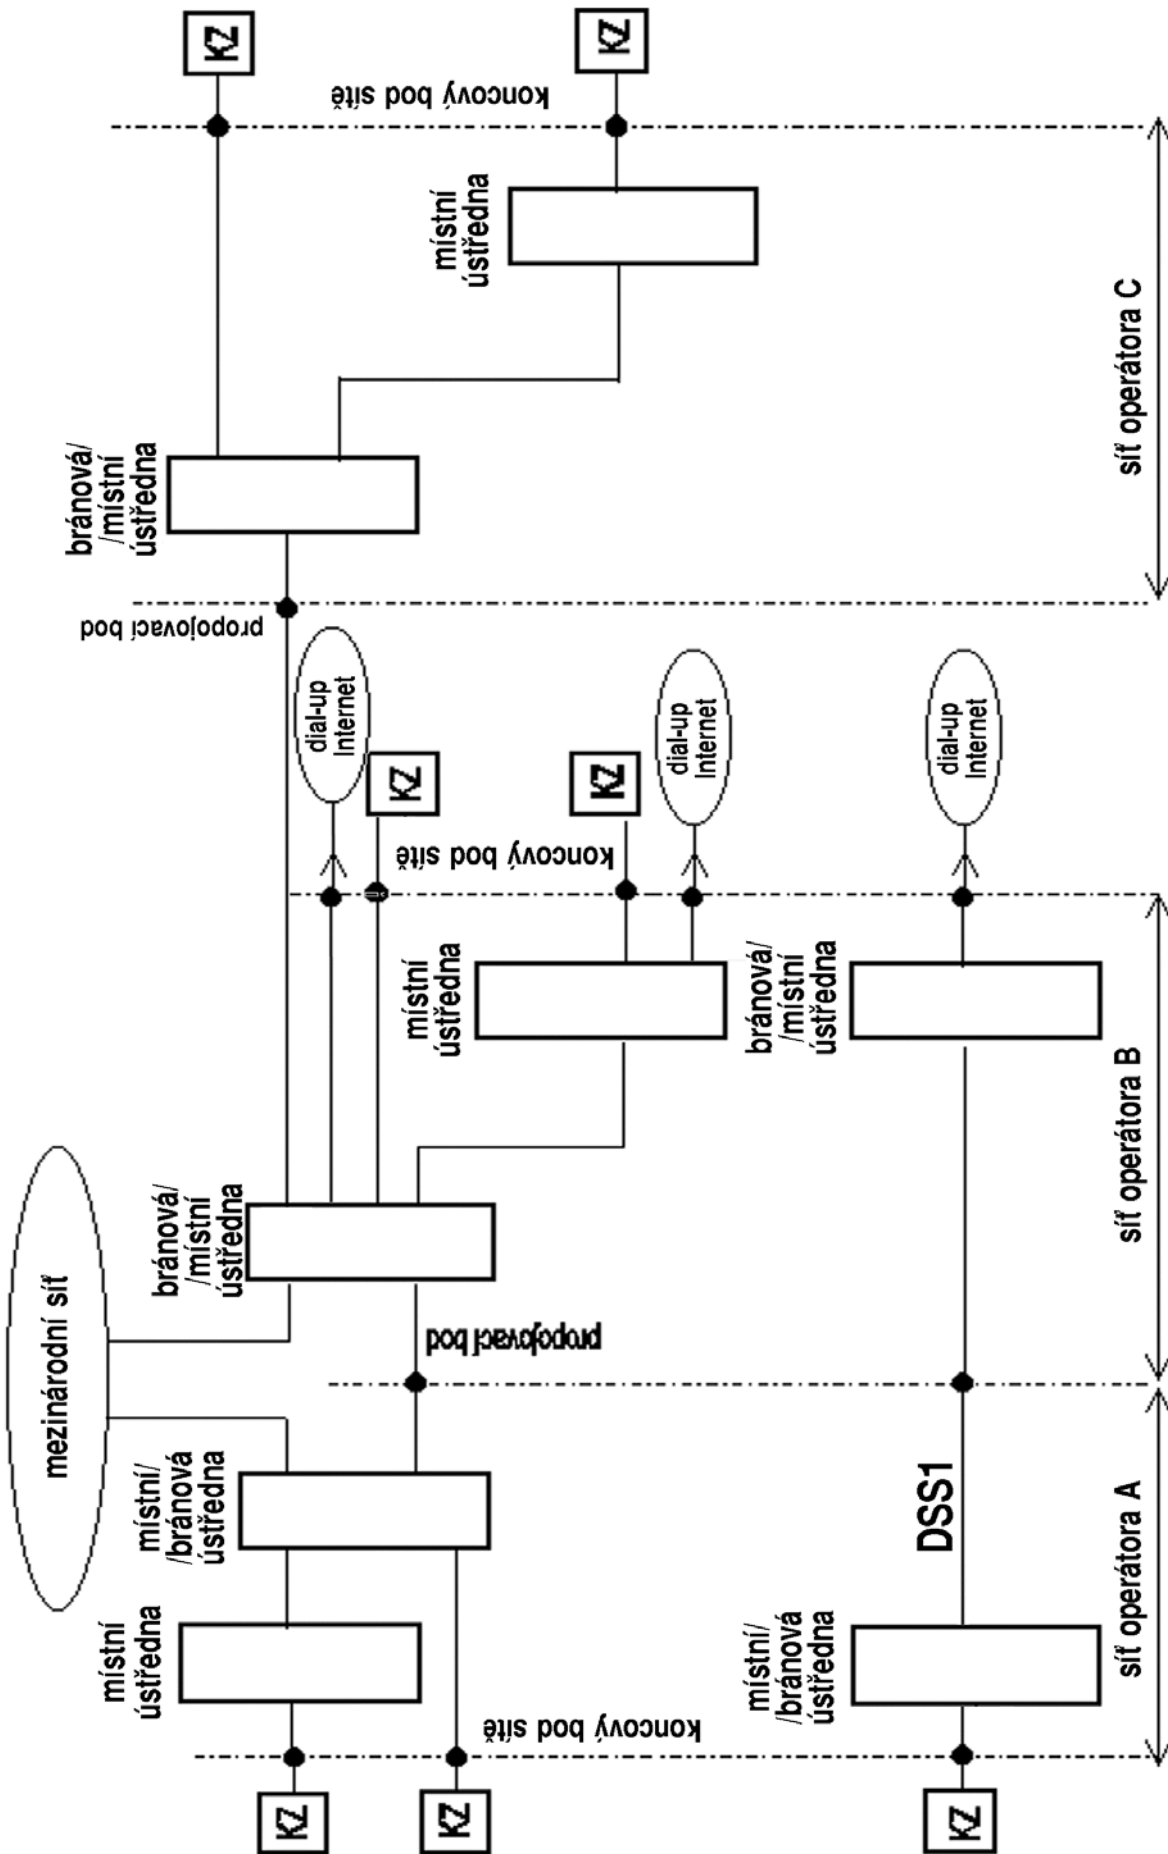 mezinárodní síť
KZ
koncový bod sítě
místní
ústředna
místní/
/bránová
ústředna
bránová/
/místní
ústředna
propojovací bod
bránová/
/místní
ústředna
KZ
koncový bod sítě
propojovací bod
dial-up
Internet
KZ
koncový bod sítě
místní
ústředna
KZ
místní
ústředna
KZ
KZ
dial-up
Internet
KZ
místní/
/bránová
ústředna
DSS1
bránová/
/místní
ústředna
dial-up
Internet
síť operátora A
síť operátora B
síť operátora C